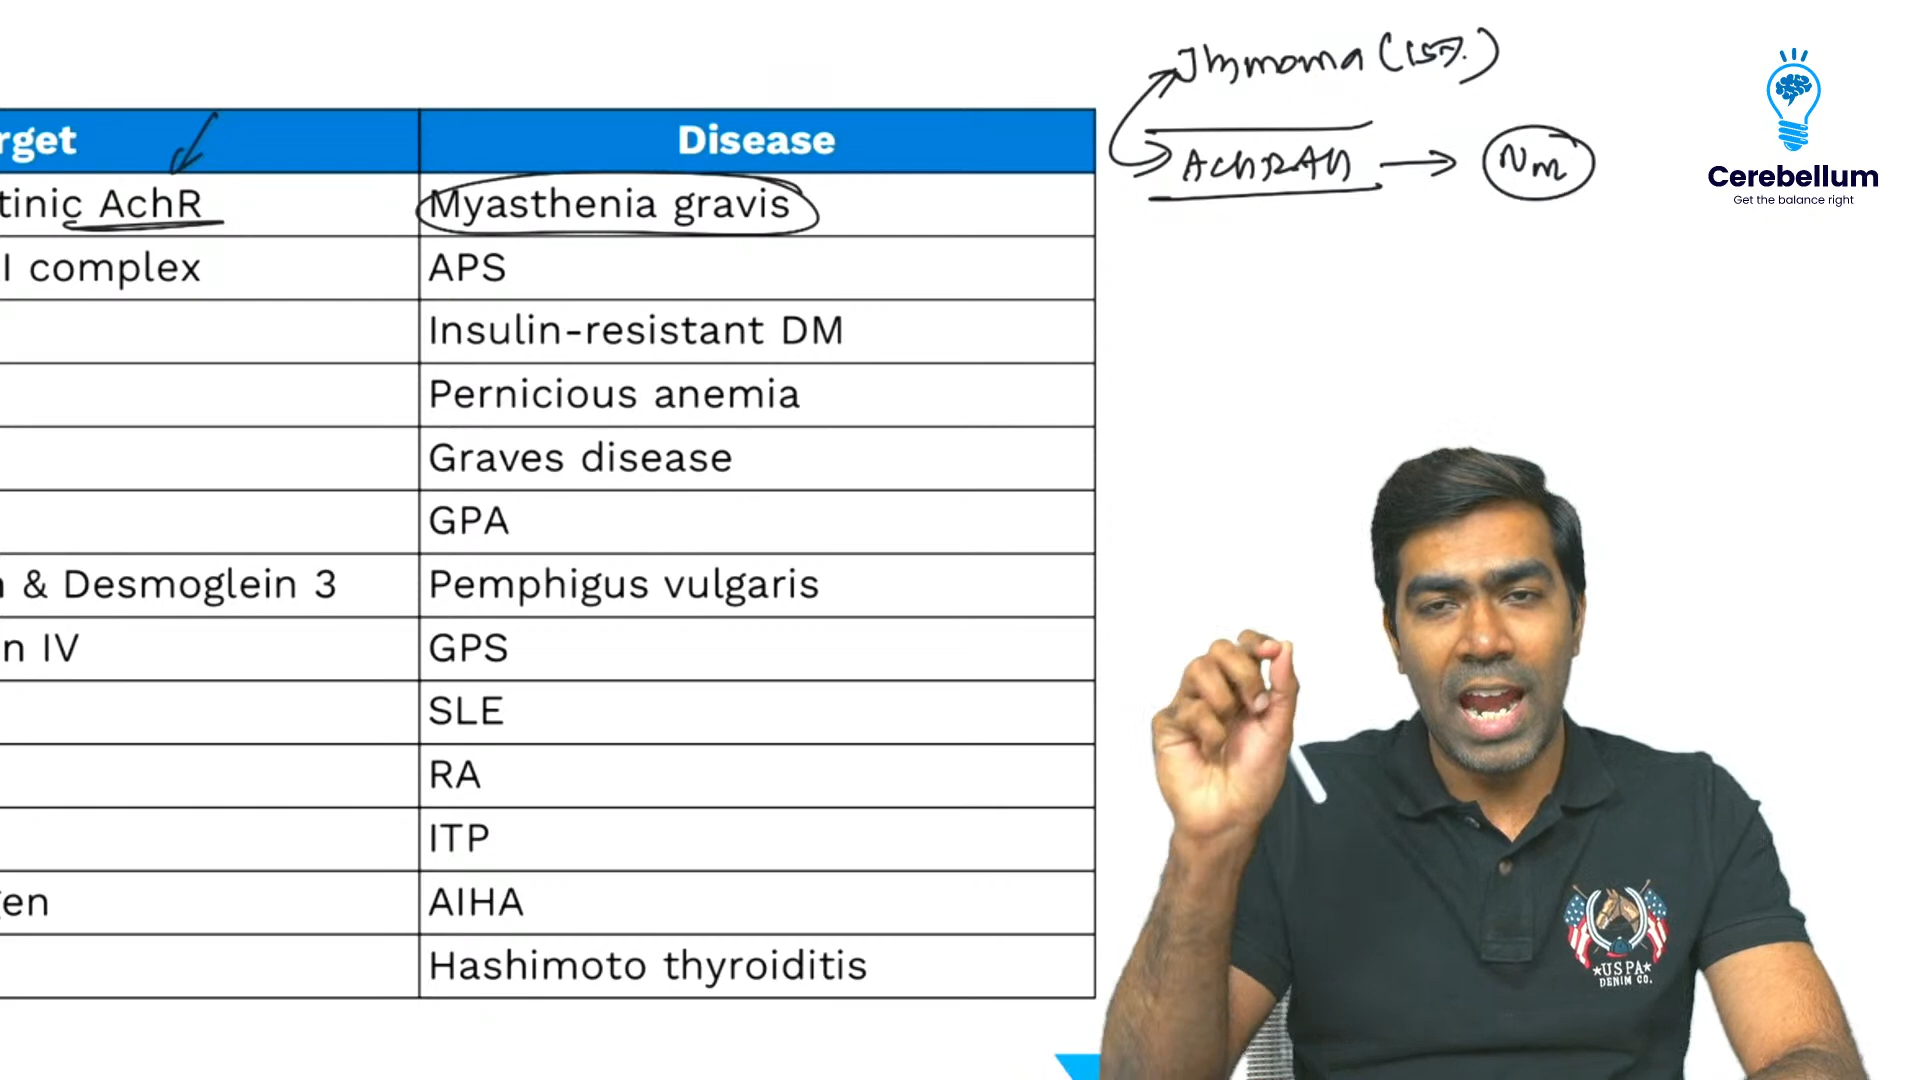 Thymoma (15%)
rget Disease
AchRAb → Nm
Cerebellum
Get the balance right
tinic AchR Myasthenia gravis
I complex APS
Insulin-resistant DM
Pernicious anemia
Graves disease
GPA
n & Desmoglein 3 Pemphigus vulgaris
n IV GPS
SLE
RA
ITP
gen AIHA
Hashimoto thyroiditis
★USPA★
DENIM CO.